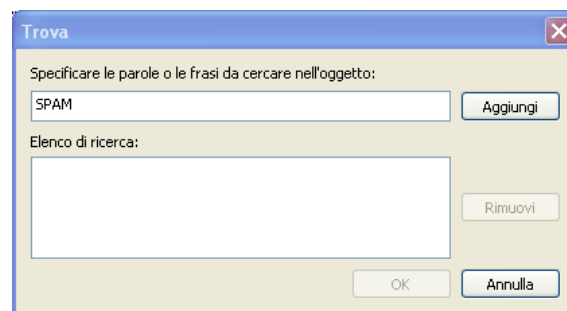 Trova
Specificare le parole o le frasi da cercare nell'oggetto:
SPAM
Aggiungi
Elenco di ricerca:
Rimuovi
OK
Annulla